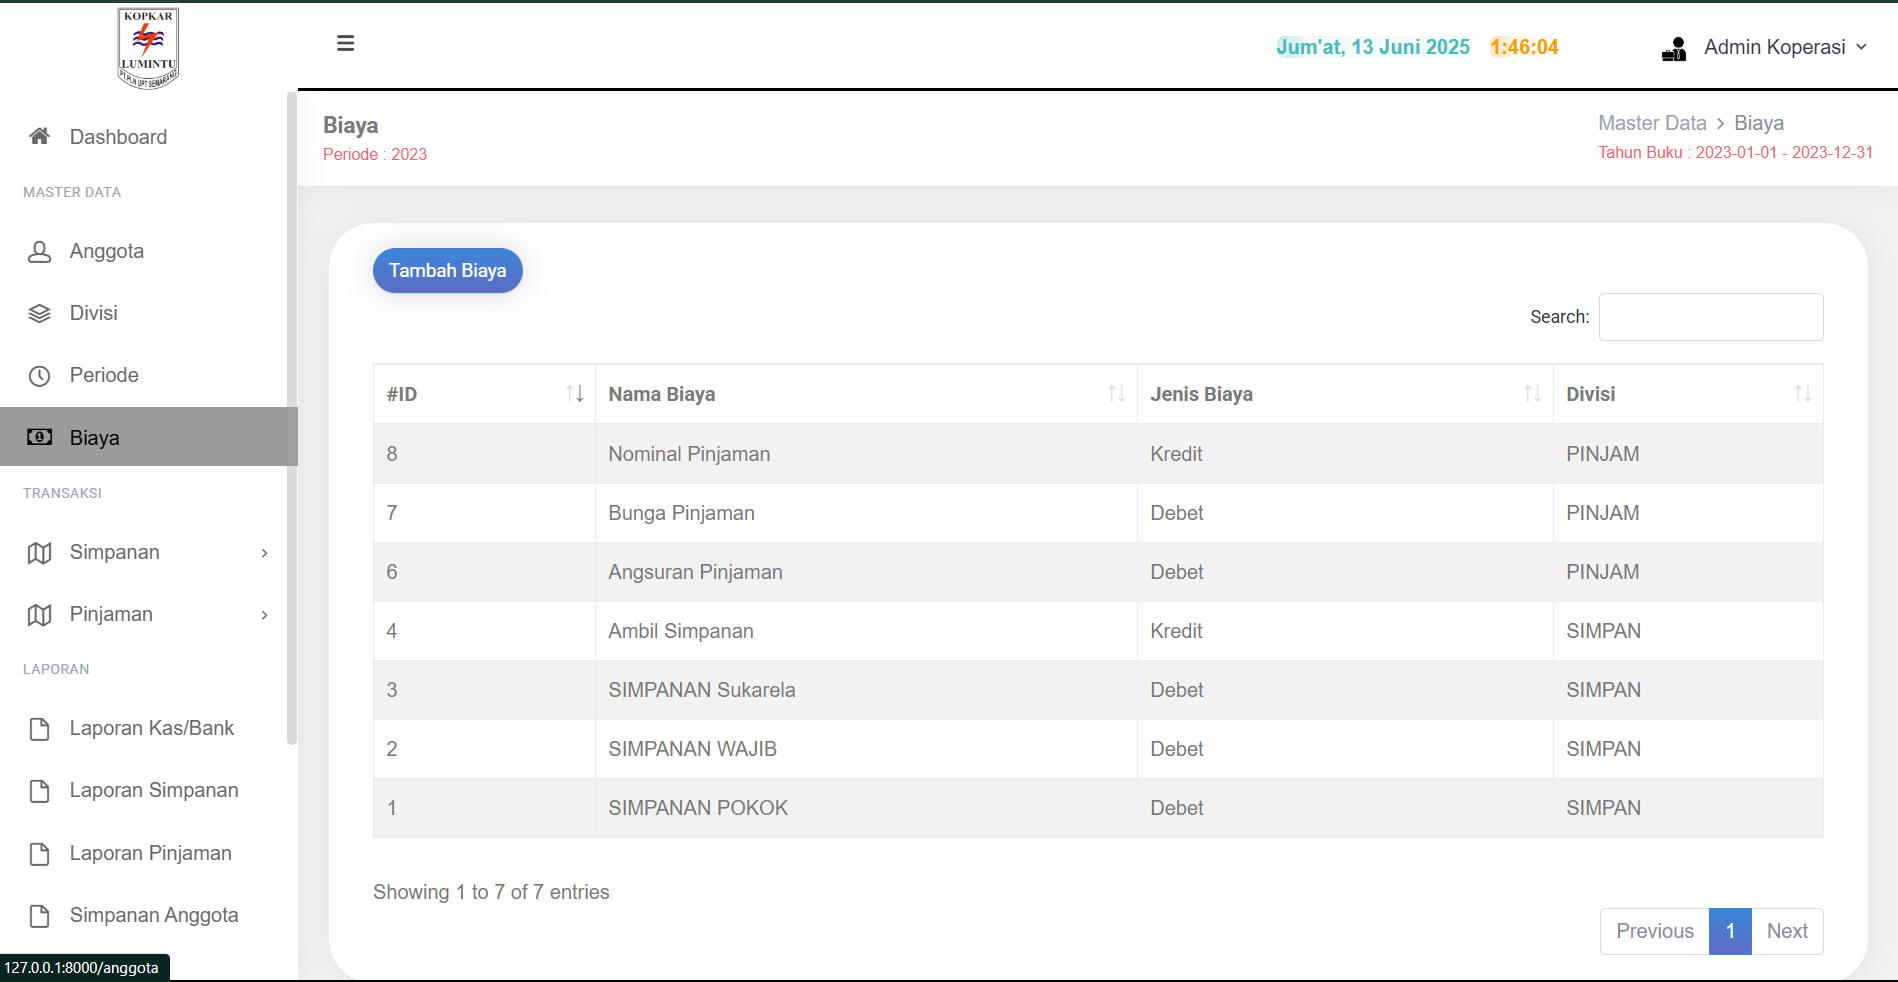 KOPKAR
LUMINTU
PT.PLN UPT SEMARANG
Jum'at, 13 Juni 2025 1:46:04
Admin Koperasi
Dashboard
MASTER DATA
Anggota
Divisi
Periode
Biaya
TRANSAKSI
Simpanan
Pinjaman
LAPORAN
Laporan Kas/Bank
Laporan Simpanan
Laporan Pinjaman
Simpanan Anggota
127.0.0.1:8000/anggota
Biaya
Periode : 2023
Master Data > Biaya
Tahun Buku : 2023-01-01 - 2023-12-31
Tambah Biaya
Search:
#ID Nama Biaya Jenis Biaya Divisi
8 Nominal Pinjaman Kredit PINJAM
7 Bunga Pinjaman Debet PINJAM
6 Angsuran Pinjaman Debet PINJAM
4 Ambil Simpanan Kredit SIMPAN
3 SIMPANAN Sukarela Debet SIMPAN
2 SIMPANAN WAJIB Debet SIMPAN
1 SIMPANAN POKOK Debet SIMPAN
Showing 1 to 7 of 7 entries
Previous 1 Next